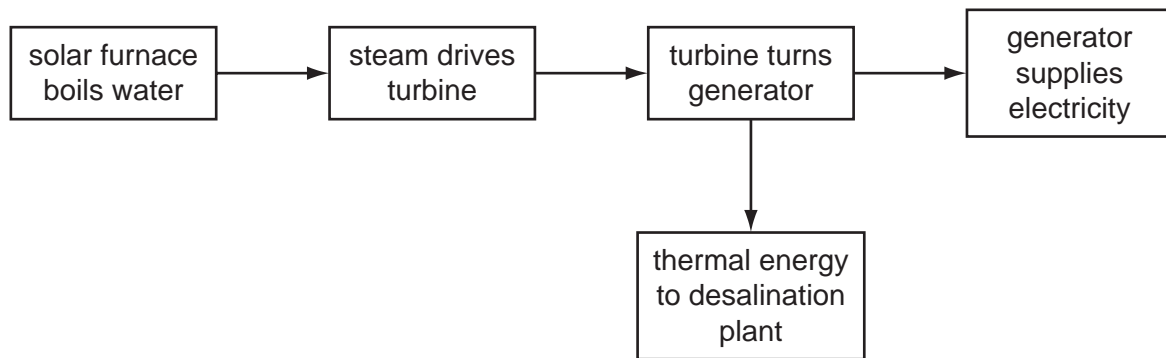 solar furnace
boils water
steam drives
turbine
turbine turns
generator
generator
supplies
electricity
thermal energy
to desalination
plant